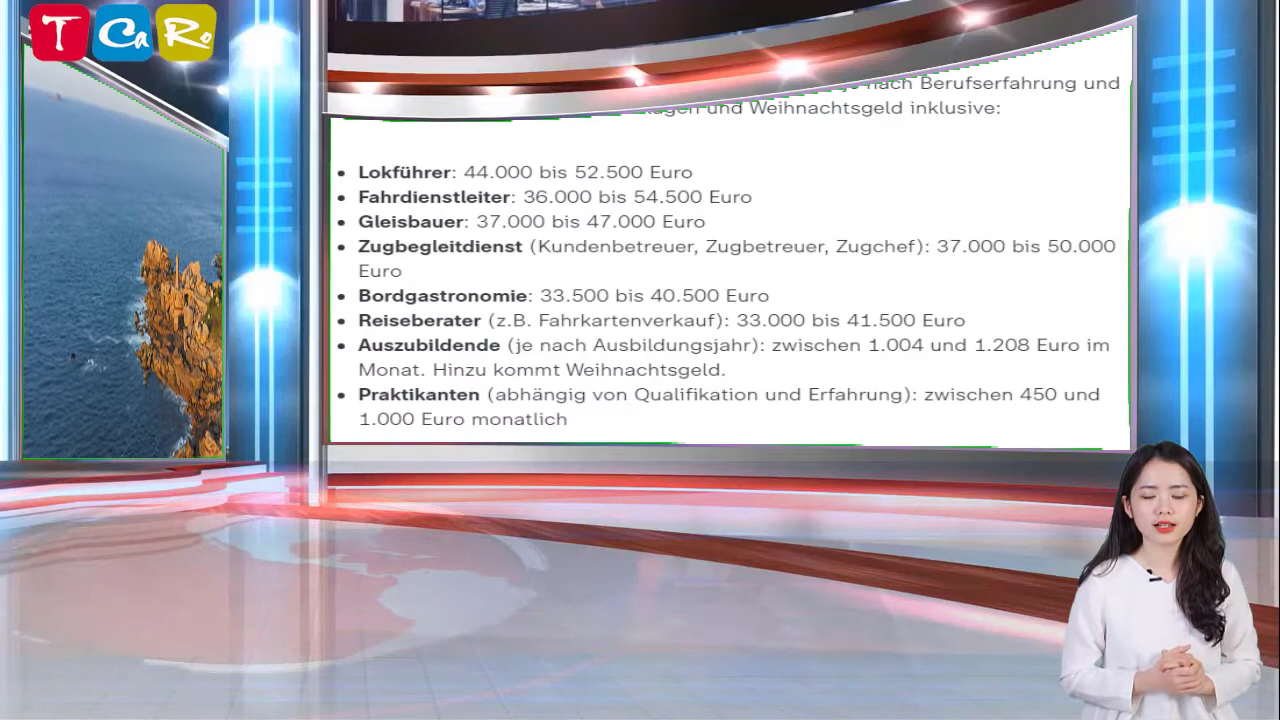 T Ca Ro
nach Berufserfahrung und
und Weihnachtsgeld inklusive:
• Lokführer: 44.000 bis 52.500 Euro
• Fahrdienstleiter: 36.000 bis 54.500 Euro
• Gleisbauer: 37.000 bis 47.000 Euro
• Zugbegleitdienst (Kundenbetreuer, Zugbetreuer, Zugchef): 37.000 bis 50.000
Euro
• Bordgastronomie: 33.500 bis 40.500 Euro
• Reiseberater (z.B. Fahrkartenverkauf): 33.000 bis 41.500 Euro
• Auszubildende (je nach Ausbildungsjahr): zwischen 1.004 und 1.208 Euro im
Monat. Hinzu kommt Weihnachtsgeld.
• Praktikanten (abhängig von Qualifikation und Erfahrung): zwischen 450 und
1.000 Euro monatlich